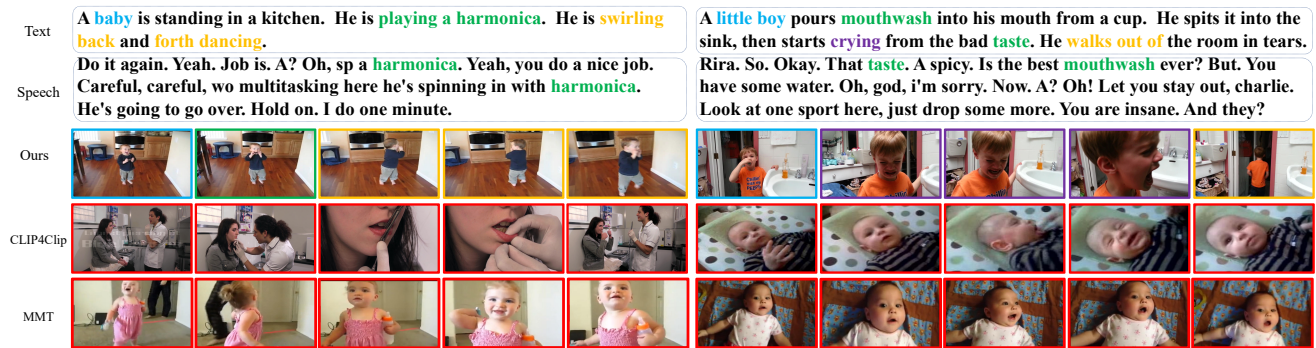 Text
A baby is standing in a kitchen. He is playing a harmonica. He is swirling
back and forth dancing.
A little boy pours mouthwash into his mouth from a cup. He spits it into the
sink, then starts crying from the bad taste. He walks out of the room in tears.
Speech
Do it again. Yeah. Job is. A? Oh, sp a harmonica. Yeah, you do a nice job.
Careful, careful, wo multitasking here he's spinning in with harmonica.
He's going to go over. Hold on. I do one minute.
Rira. So. Okay. That taste. A spicy. Is the best mouthwash ever? But. You
have some water. Oh, god, i'm sorry. Now. A? Oh! Let you stay out, charlie.
Look at one sport here, just drop some more. You are insane. And they?
Ours
CLIP4Clip
MMT